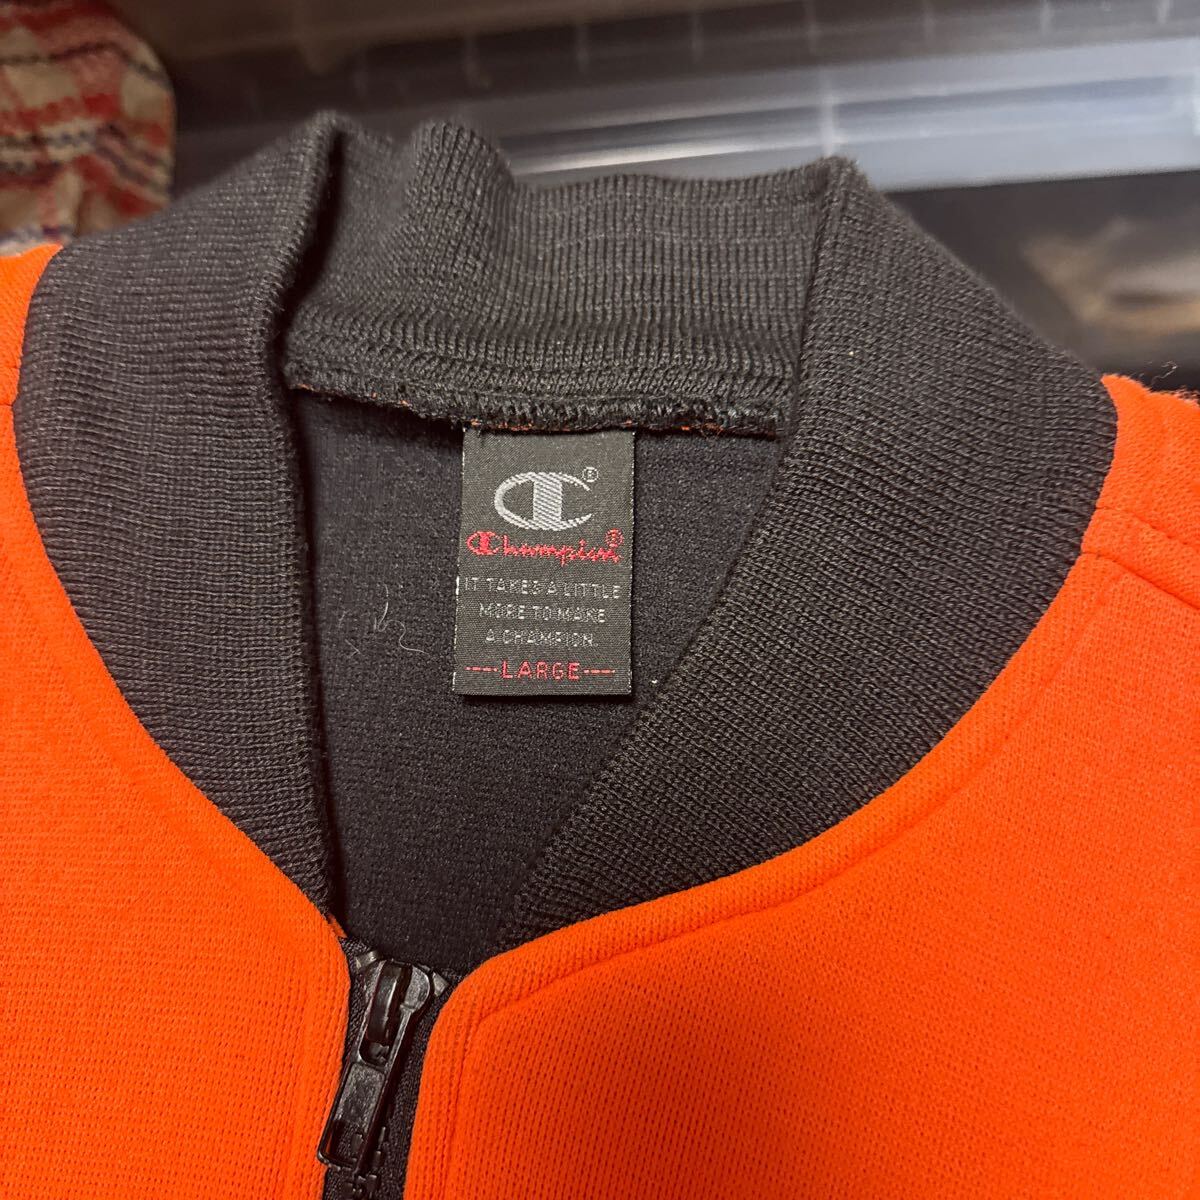 ®
Champion®
IT TAKES A LITTLE
MORE TO MAKE
A CHAMPION.
----LARGE----